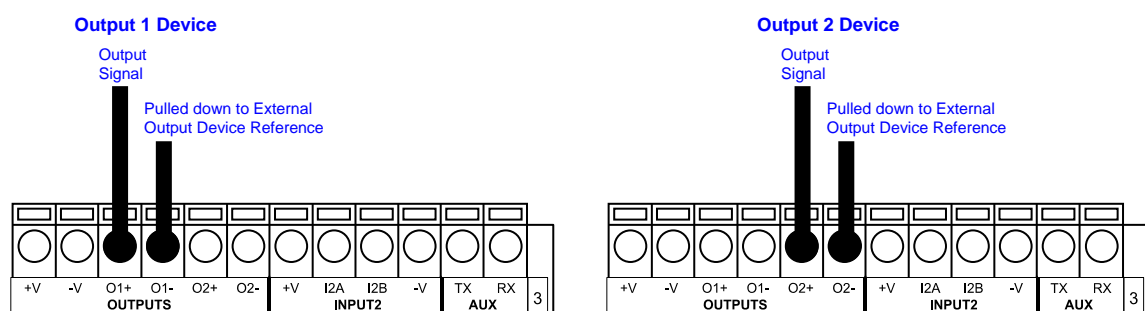 Output 1 Device
Output
Signal
Pulled down to External
Output Device Reference
+V -V O1+ O1- O2+ O2- +V I2A I2B -V TX RX
OUTPUTS INPUT2 AUX 3
Output 2 Device
Output
Signal
Pulled down to External
Output Device Reference
+V -V O1+ O1- O2+ O2- +V I2A I2B -V TX RX
OUTPUTS INPUT2 AUX 3